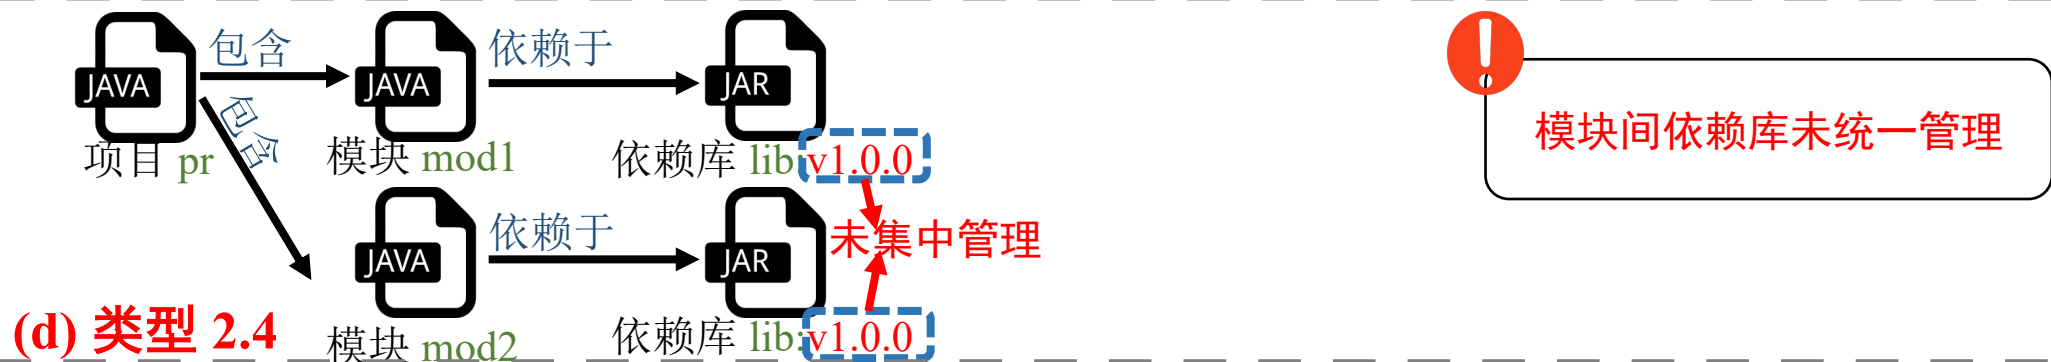 JAVA
包含
JAVA
依赖于
JAR
项目 pr
包含
模块 mod1
依赖库 lib:v1.0.0
JAVA
依赖于
JAR
未集中管理
(d) 类型 2.4
模块 mod2
依赖库 lib:v1.0.0
!
模块间依赖库未统一管理